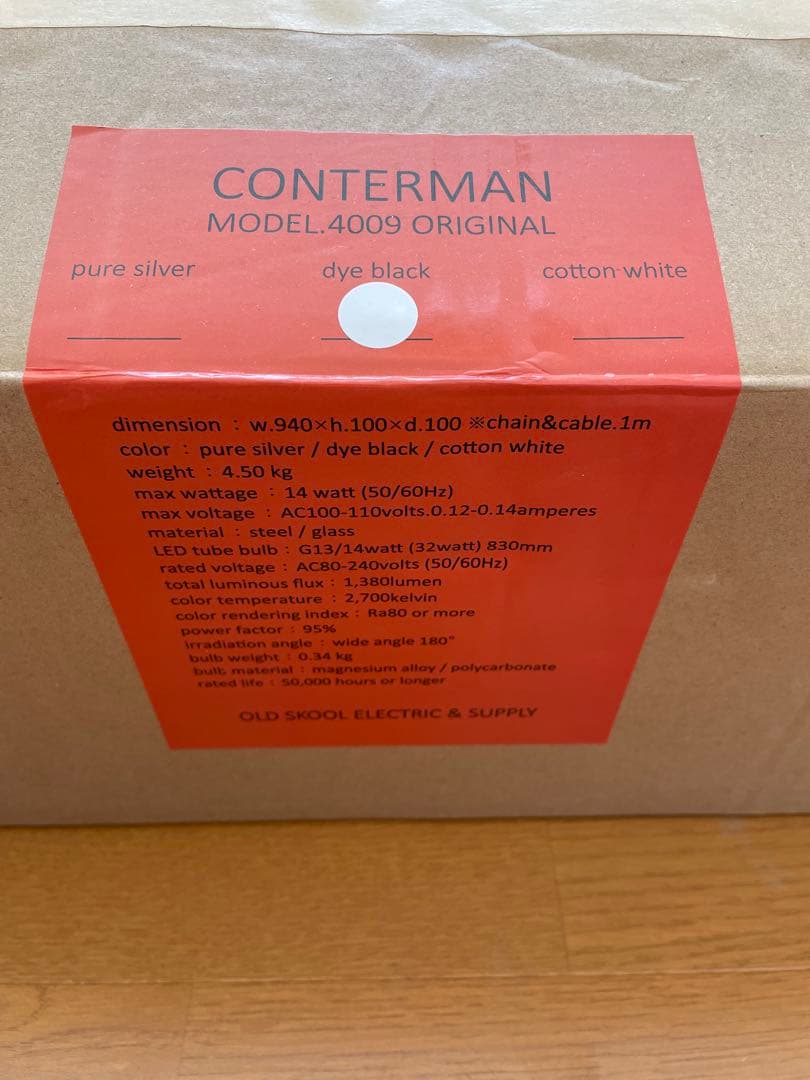 CONTERMAN
MODEL.4009 ORIGINAL
pure silver dye black cotton white
dimension : w.940×h.100×d.100 ※chain&cable.1m
color : pure silver / dye black / cotton white
weight : 4.50 kg
max wattage : 14 watt (50/60Hz)
max voltage : AC100-110volts.0.12-0.14amperes
material : steel / glass
LED tube bulb : G13/14watt (32watt) 830mm
rated voltage : AC80-240volts (50/60Hz)
total luminous flux : 1,380lumen
color temperature : 2,700kelvin
color rendering index : Ra80 or more
power factor : 95%
irradiation angle : wide angle 180°
bulb weight : 0.34 kg
bulb material : magnesium alloy / polycarbonate
rated life : 50,000 hours or longer
OLD SKOOL ELECTRIC & SUPPLY